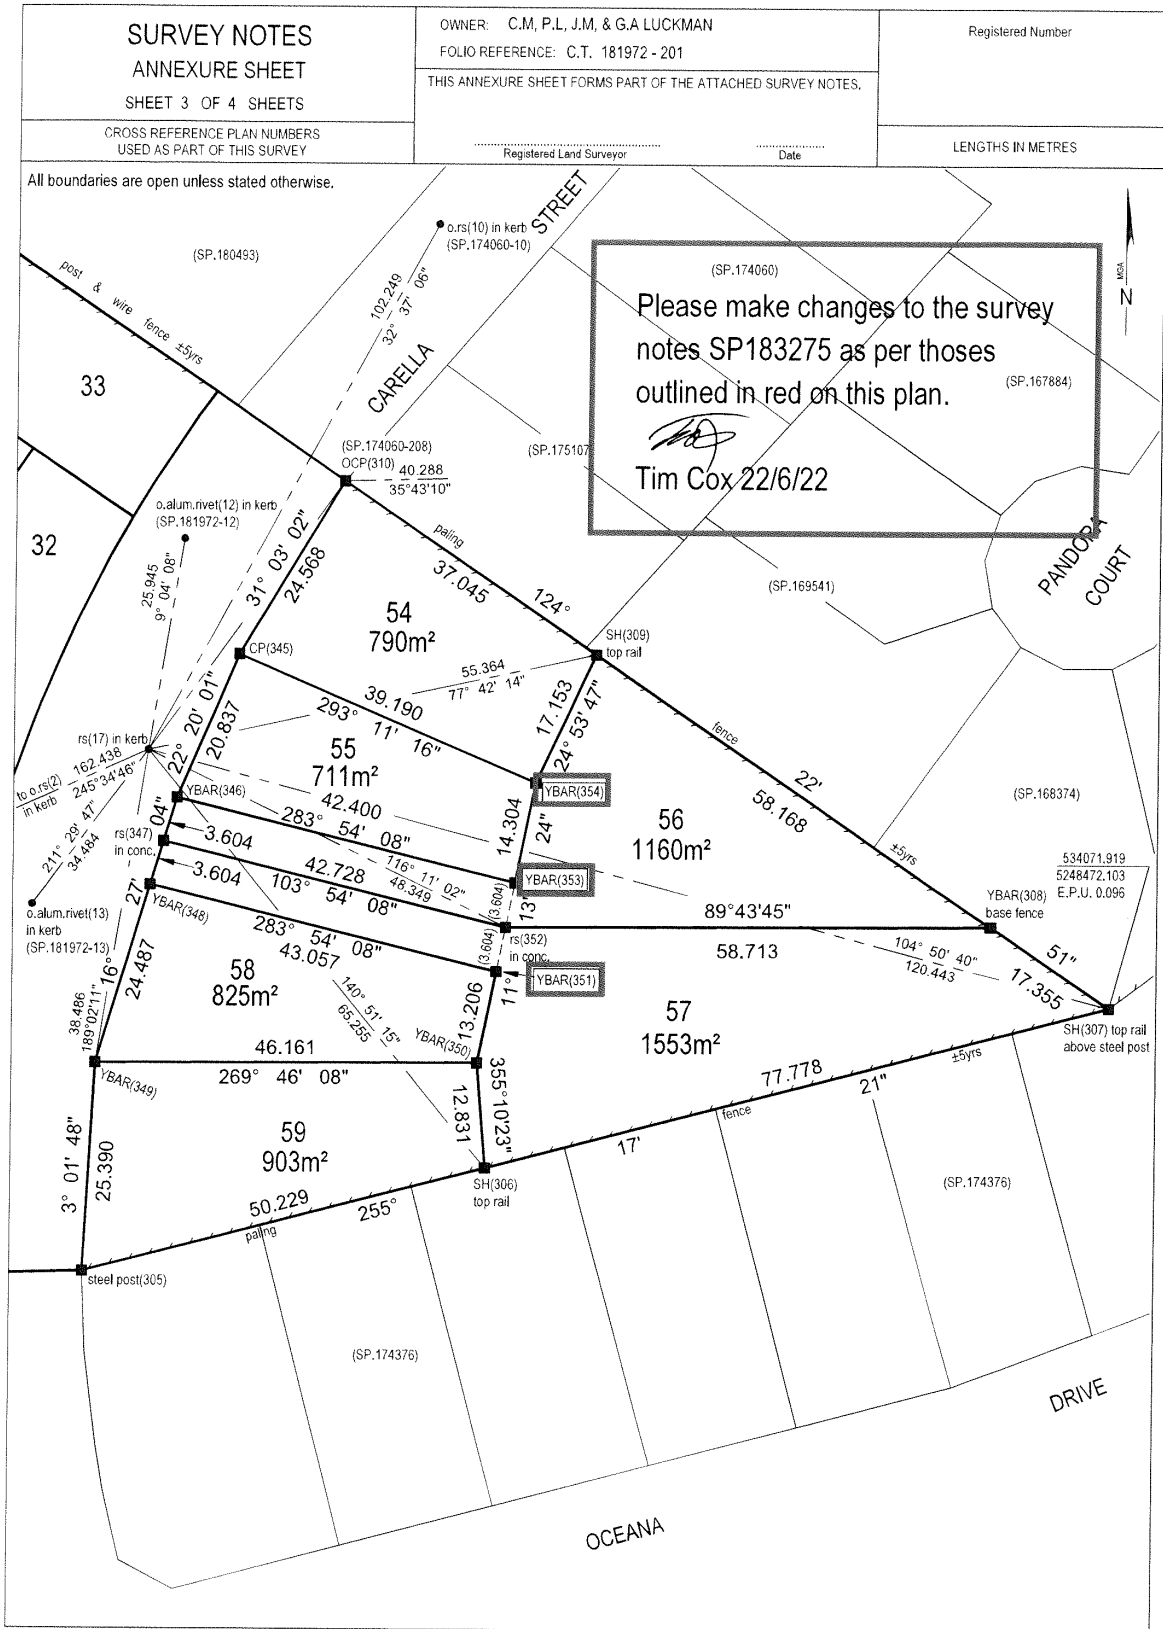 SURVEY NOTES
ANNEXURE SHEET
SHEET 3 OF 4 SHEETS
CROSS REFERENCE PLAN NUMBERS
USED AS PART OF THIS SURVEY
OWNER: C.M, P.L, J.M, & G.A LUCKMAN
FOLIO REFERENCE: C.T. 181972 - 201
THIS ANNEXURE SHEET FORMS PART OF THE ATTACHED SURVEY NOTES.
Registered Land Surveyor
Date
Registered Number
LENGTHS IN METRES
All boundaries are open unless stated otherwise.
STREET
o.rs(10) in kerb
(SP.174060-10)
(SP.180493)
102.249
32° 37' 06"
post & wire fence ±5yrs
(SP.174060)
Please make changes to the survey
notes SP183275 as per thoses
outlined in red on this plan.
Tim Cox 22/6/22
(SP.167884)
MGA
N
33
CARELLA
(SP.174060-208)
OCP(310)
40.288
35°43'10"
(SP.175107
o.alum.rivet(12) in kerb
(SP.181972-12)
32
25.945
9° 04' 08"
31° 03' 02"
24.568
paling
37.045
124°
PANDORA
COURT
(SP.169541)
54
790m²
CP(345)
SH(309)
top rail
55.364
77° 42' 14"
39.190
293° 11' 16"
17.153
24° 53' 47"
fence
22'
58.168
rs(17) in kerb
22° 20' 01"
20.837
to o.rs(2)
in kerb
162.438
245°34'46"
55
711m²
YBAR(346)
YBAR(354)
42.400
283° 54' 08"
14.304
24"
56
1160m²
(SP.168374)
211° 29' 47"
34.484
rs(347)
in conc.
04"
3.604
3.604
42.728
103° 54' 08"
116° 11' 02"
48.349
±5yrs
534071.919
5248472.103
E.P.U. 0.096
YBAR(353)
(3.604)
13'
YBAR(308)
base fence
89°43'45"
58.713
27'
YBAR(348)
o.alum.rivet(13)
in kerb
(SP.181972-13)
283° 54' 08"
43.057
(3.604)
rs(352)
in conc.
104° 50' 40"
120.443
51"
17.355
16°
24.487
58
825m²
YBAR(351)
11°
140° 51' 15"
65.255
13.206
57
1553m²
SH(307) top rail
above steel post
38.486
189°02'11"
YBAR(350)
46.161
269° 46' 08"
YBAR(349)
355°10'23"
12.831
77.778
21"
±5yrs
fence
17'
3° 01' 48"
25.390
59
903m²
SH(306)
top rail
50.229
255°
paling
(SP.174376)
steel post(305)
(SP.174376)
DRIVE
OCEANA